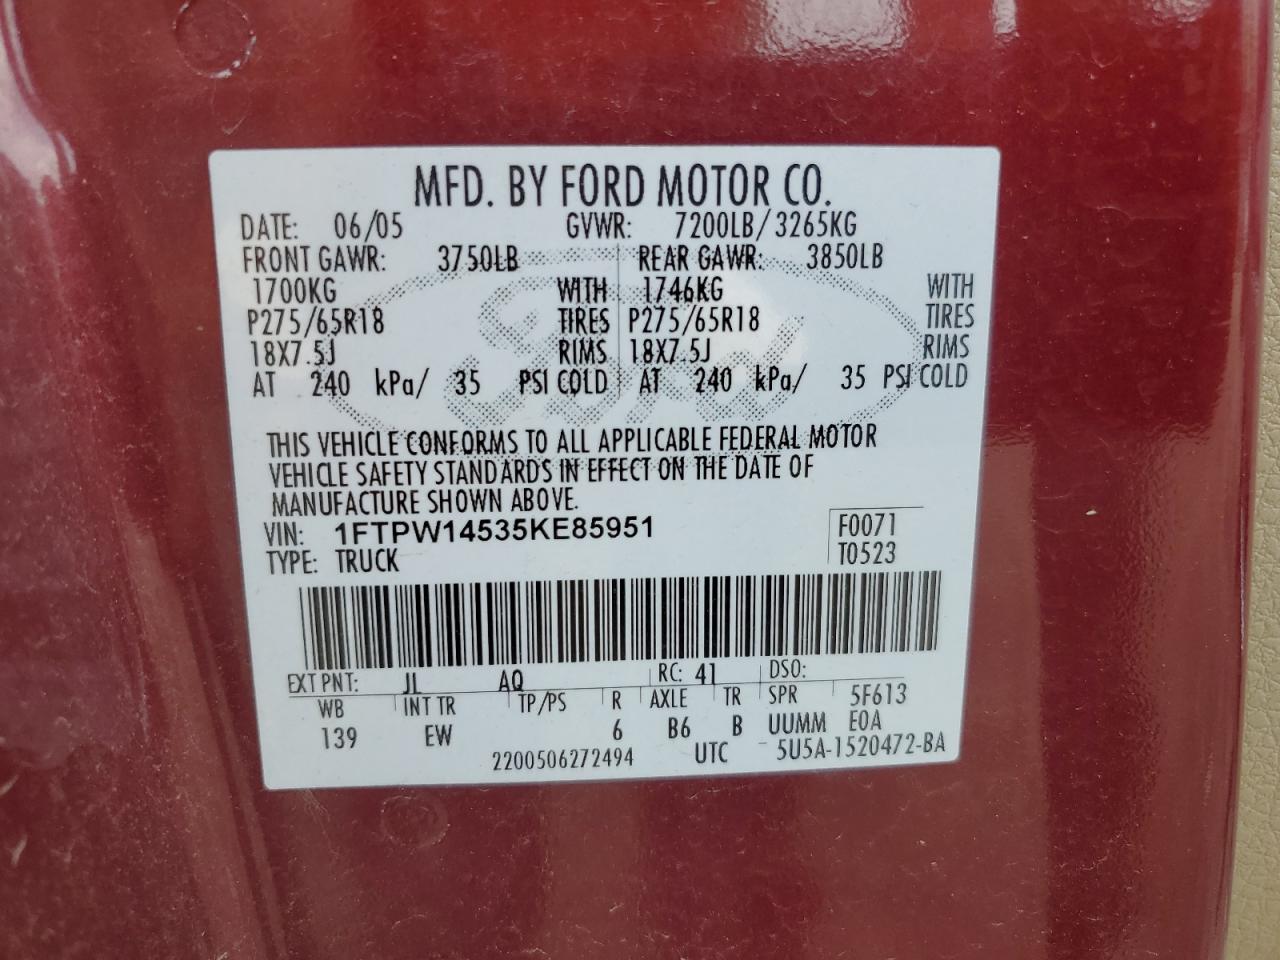 MFD. BY FORD MOTOR CO.
DATE: 06/05 GVWR: 7200LB/3265KG
FRONT GAWR: 3750LB REAR GAWR: 3850LB
1700KG WITH 1746KG WITH
P275/65R18 TIRES P275/65R18 TIRES
18X7.5J RIMS 18X7.5J RIMS
AT 240 kPa/ 35 PSI COLD AT 240 kPa/ 35 PSI COLD
THIS VEHICLE CONFORMS TO ALL APPLICABLE FEDERAL MOTOR
VEHICLE SAFETY STANDARDS IN EFFECT ON THE DATE OF
MANUFACTURE SHOWN ABOVE.
VIN: 1FTPW14535KE85951 F0071
TYPE: TRUCK T0523
EXT PNT: JL AQ RC: 41 DSO:
WB INT TR TP/PS R AXLE TR SPR 5F613
139 EW 6 B6 B UUMM E0A
2200506272494 UTC 5U5A-1520472-BA
Ford